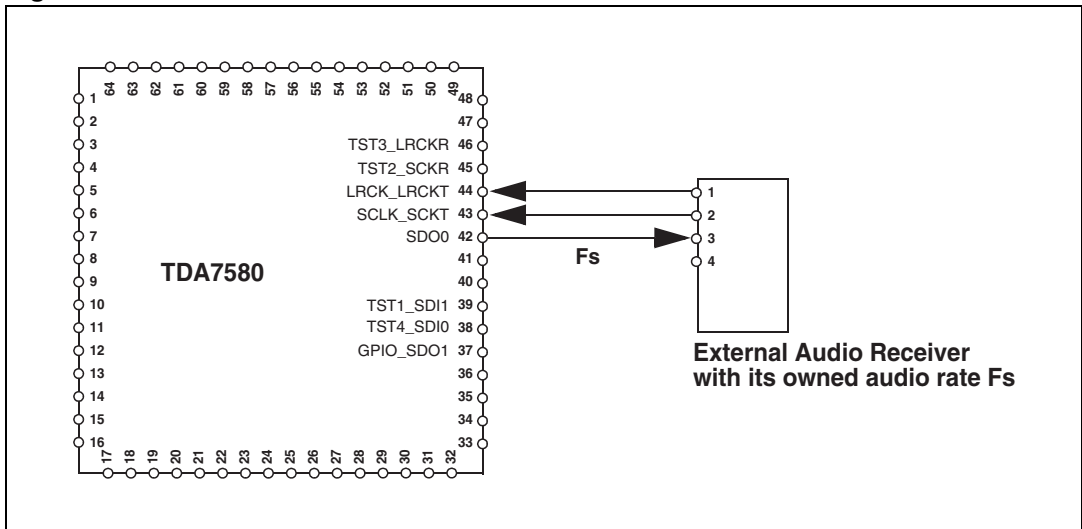 64 63 62 61 60 59 58 57 56 55 54 53 52 51 50 49
1 48
2 47
3 TST3_LRCKR 46
4 TST2_SCKR 45
5 LRCK_LRCKT 44 1
6 SCLK_SCKT 43 2
7 SDO0 42 3
Fs
8 41 4
9 TDA7580 40
10 TST1_SDI1 39
11 TST4_SDI0 38
12 GPIO_SDO1 37
13 36
14 35
15 34
16 33
17 18 19 20 21 22 23 24 25 26 27 28 29 30 31 32
External Audio Receiver
with its owned audio rate Fs